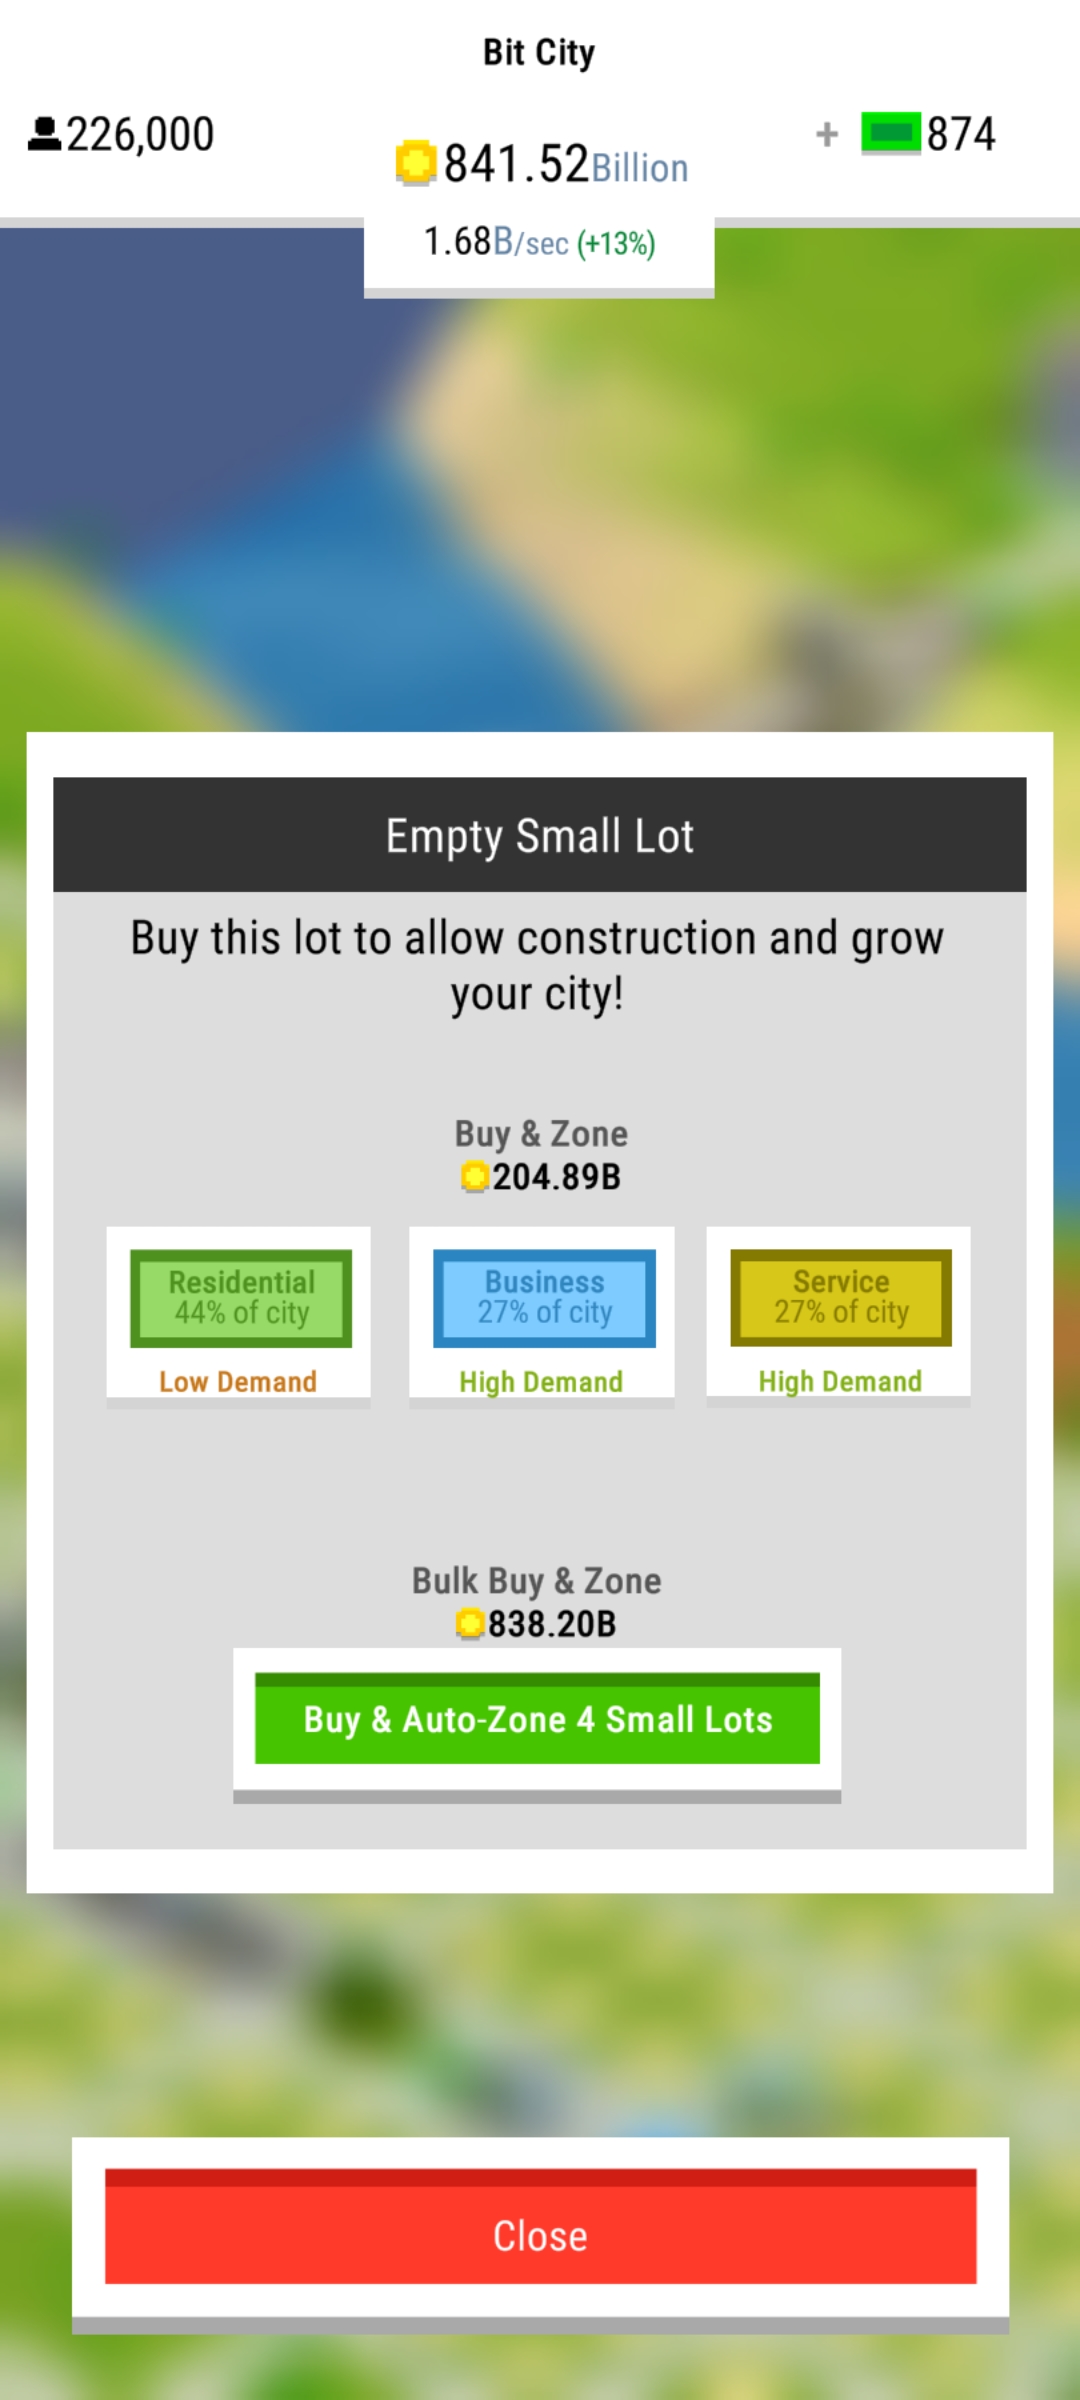 Bit City
226,000
841.52Billion
+ 874
1.68B/sec (+13%)
Empty Small Lot
Buy this lot to allow construction and grow
your city!
Buy & Zone
204.89B
Residential
44% of city
Low Demand
Business
27% of city
High Demand
Service
27% of city
High Demand
Bulk Buy & Zone
838.20B
Buy & Auto-Zone 4 Small Lots
Close